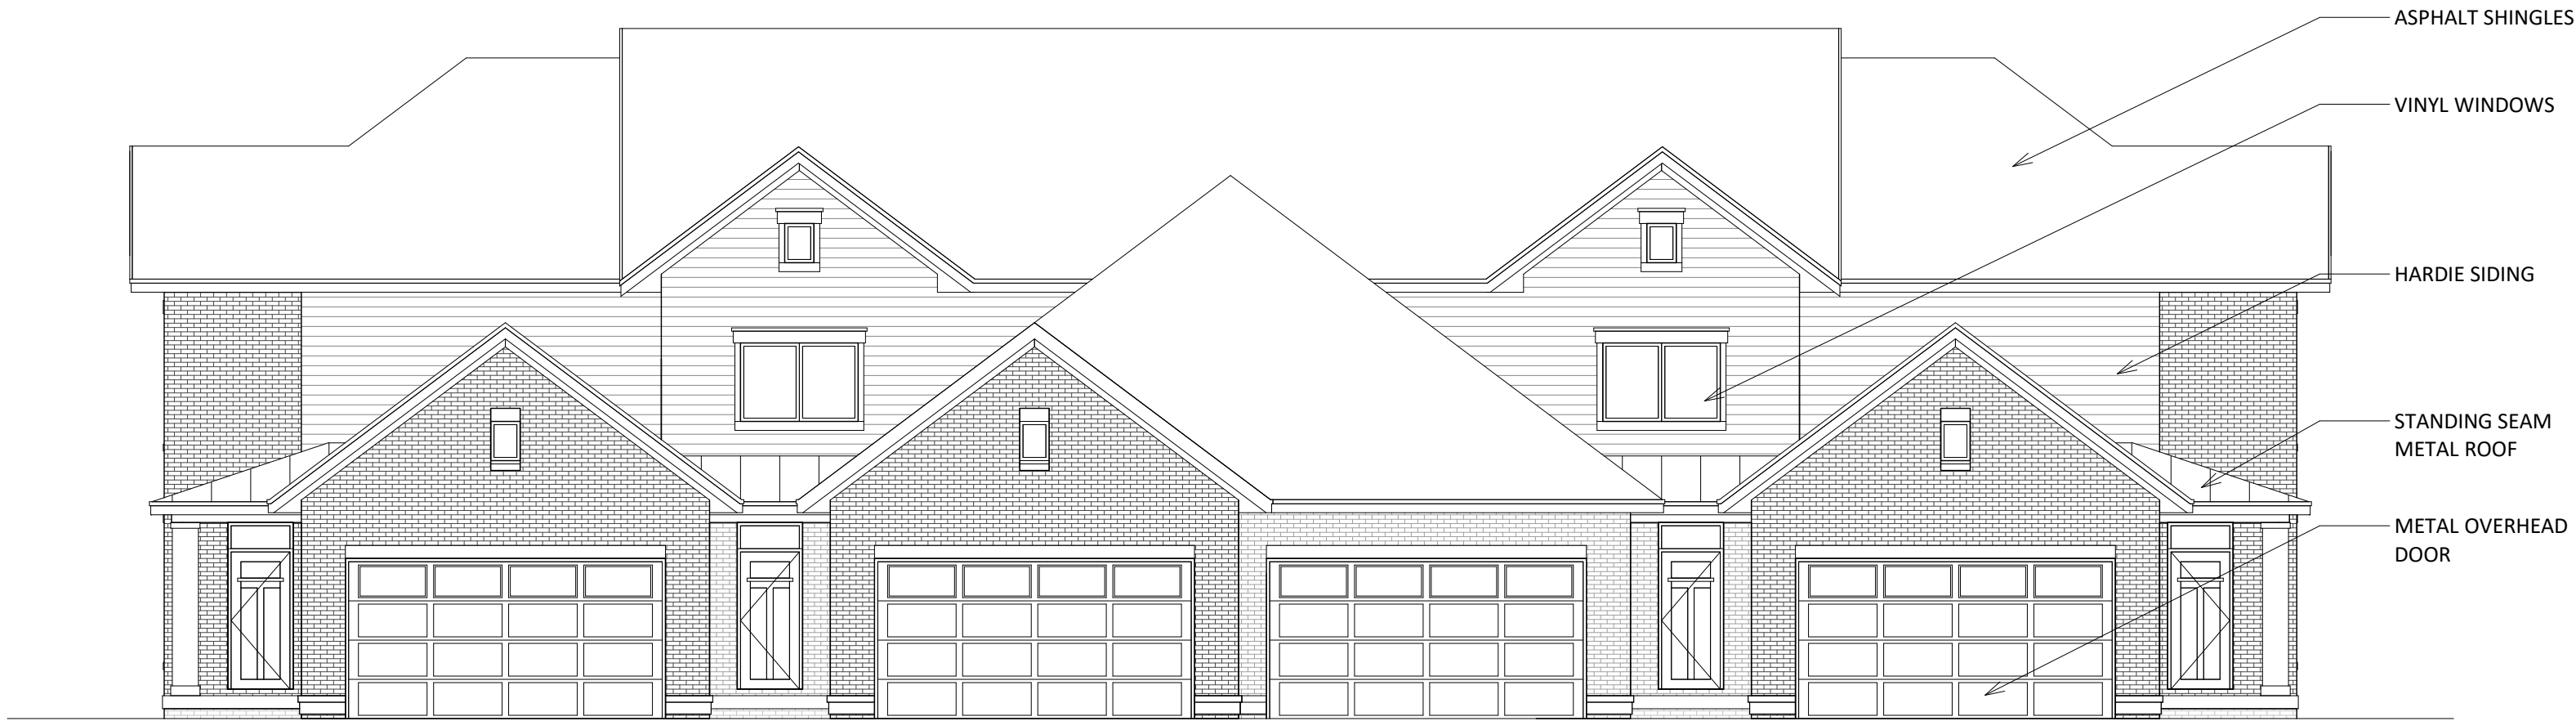 ASPHALT SHINGLES
VINYL WINDOWS
HARDIE SIDING
STANDING SEAM
METAL ROOF
METAL OVERHEAD
DOOR